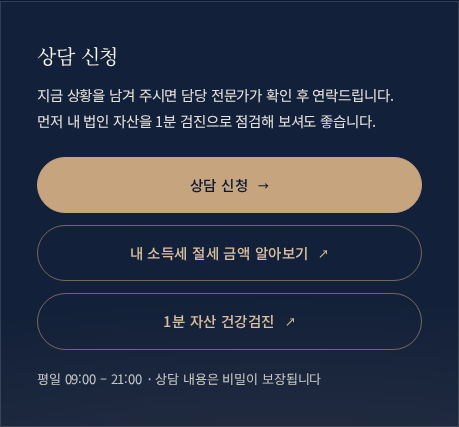 상담 신청
지금 상황을 남겨 주시면 담당 전문가가 확인 후 연락드립니다.
먼저 내 법인 자산을 1분 검진으로 점검해 보셔도 좋습니다.
상담 신청 →
내 소득세 절세 금액 알아보기 ↗
1분 자산 건강검진 ↗
평일 09:00 – 21:00 · 상담 내용은 비밀이 보장됩니다